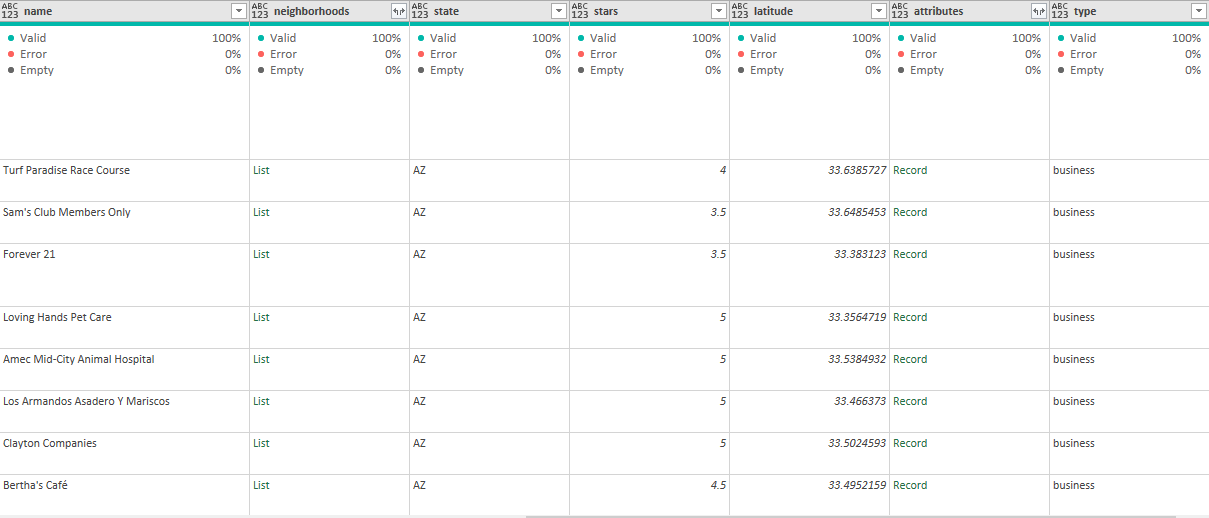 ABC 123 name ABC 123 neighborhoods ABC 123 state ABC 123 stars ABC 123 latitude ABC 123 attributes ABC 123 type
Valid 100% Valid 100% Valid 100% Valid 100% Valid 100% Valid 100% Valid 100%
Error 0% Error 0% Error 0% Error 0% Error 0% Error 0% Error 0%
Empty 0% Empty 0% Empty 0% Empty 0% Empty 0% Empty 0% Empty 0%
Turf Paradise Race Course List AZ 4 33.6385727 Record business
Sam's Club Members Only List AZ 3.5 33.6485453 Record business
Forever 21 List AZ 3.5 33.383123 Record business
Loving Hands Pet Care List AZ 5 33.3564719 Record business
Amec Mid-City Animal Hospital List AZ 5 33.5384932 Record business
Los Armandos Asadero Y Mariscos List AZ 5 33.466373 Record business
Clayton Companies List AZ 5 33.5024593 Record business
Bertha's Café List AZ 4.5 33.4952159 Record business